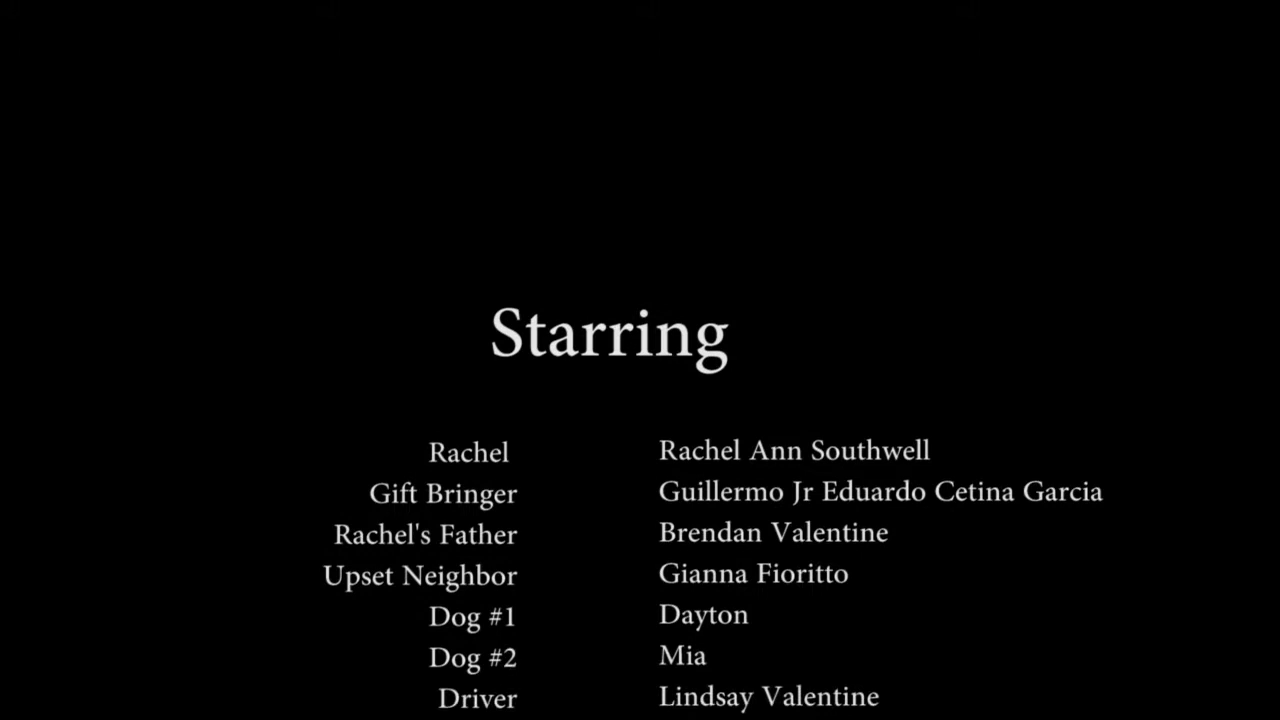 Starring
Rachel Rachel Ann Southwell
Gift Bringer Guillermo Jr Eduardo Cetina Garcia
Rachel's Father Brendan Valentine
Upset Neighbor Gianna Fioritto
Dog #1 Dayton
Dog #2 Mia
Driver Lindsay Valentine